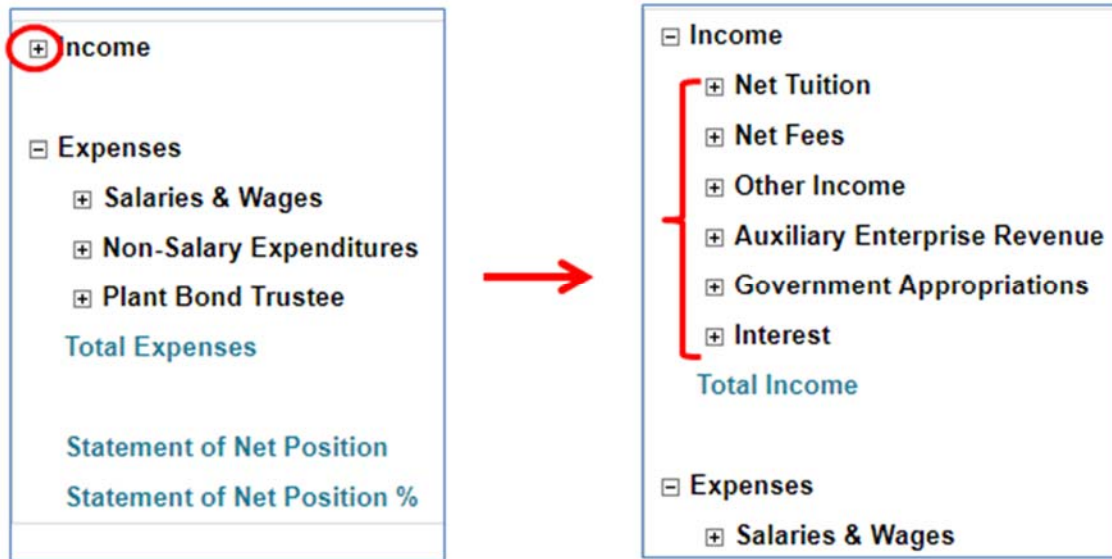 Income
Expenses
Salaries & Wages
Non-Salary Expenditures
Plant Bond Trustee
Total Expenses
Statement of Net Position
Statement of Net Position %
Income
Net Tuition
Net Fees
Other Income
Auxiliary Enterprise Revenue
Government Appropriations
Interest
Total Income
Expenses
Salaries & Wages